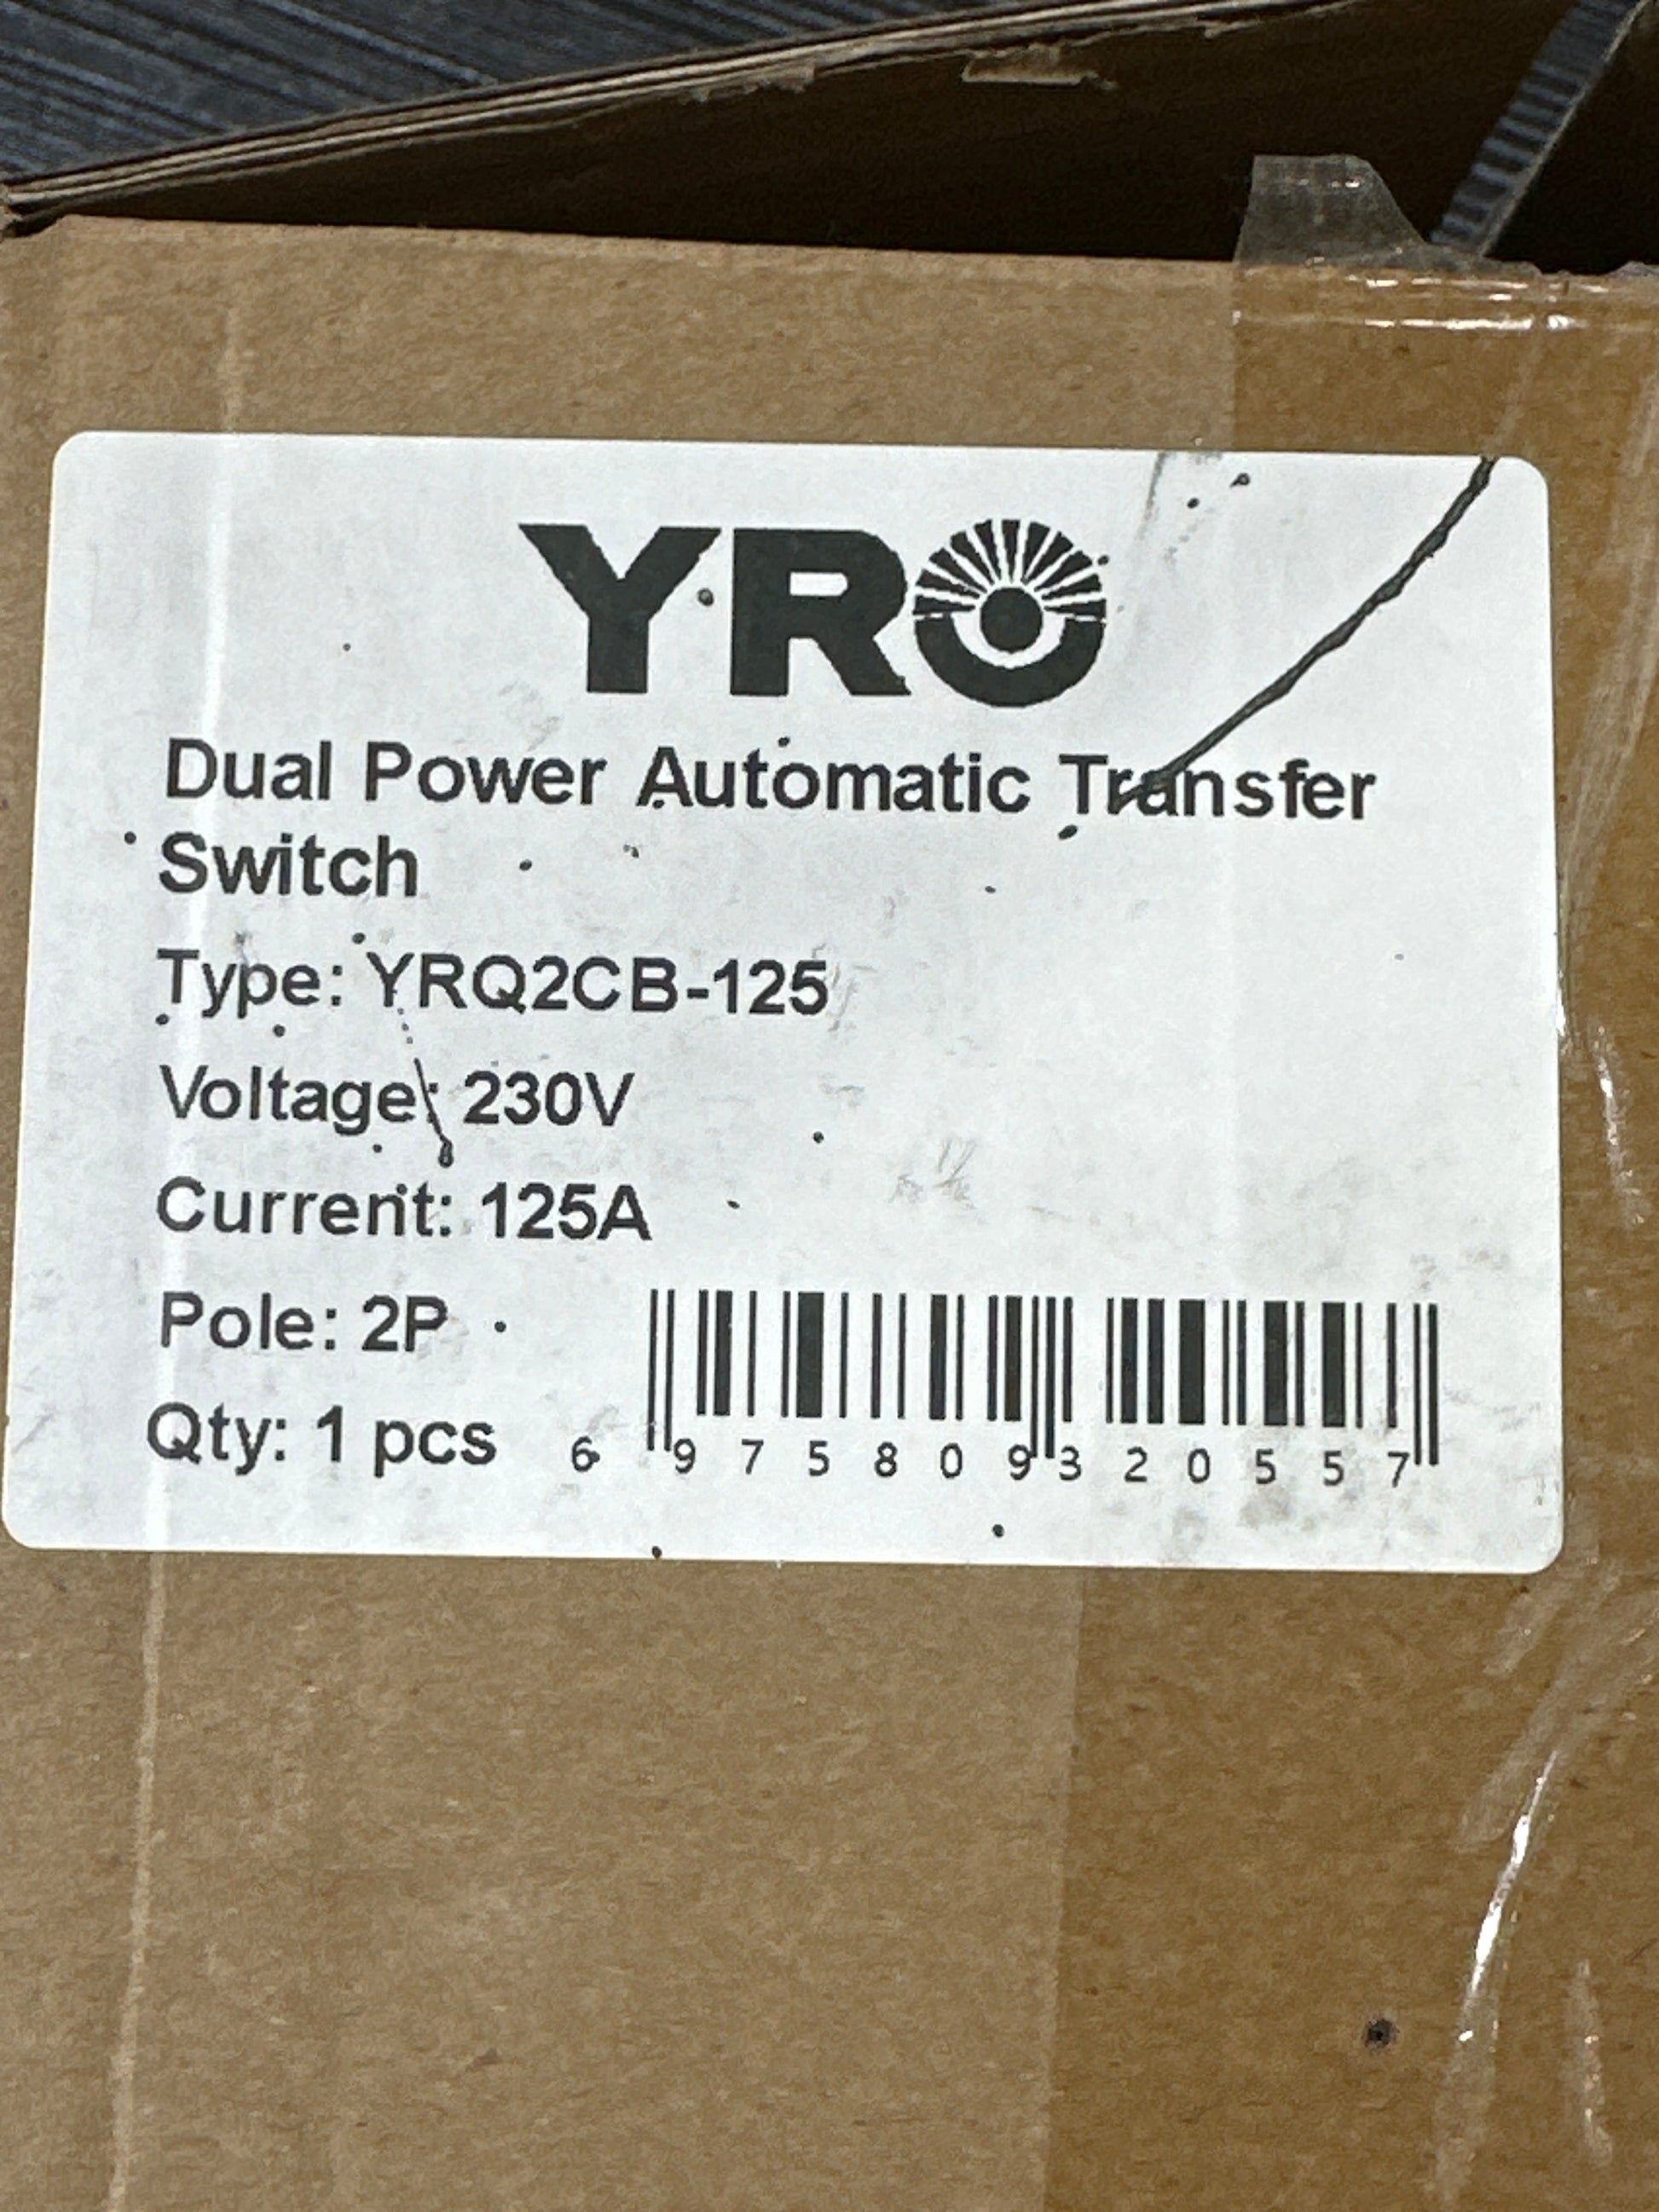 YRO
Dual Power Automatic Transfer
Switch
Type: YRQ2CB-125
Voltage: 230V
Current: 125A
Pole: 2P
Qty: 1 pcs
6 975809 320557